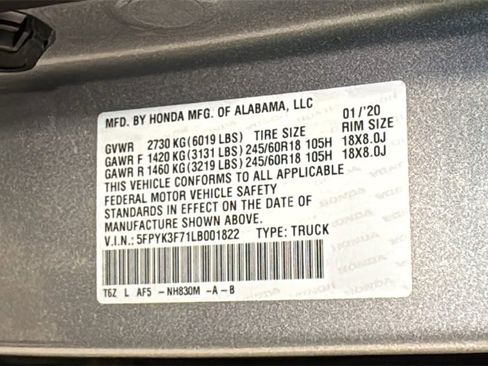 MFD. BY HONDA MFG. OF ALABAMA, LLC 01/'20
GVWR 2730 KG(6019 LBS) TIRE SIZE RIM SIZE
GAWR F 1420 KG(3131 LBS) 245/60R18 105H 18X8.0J
GAWR R 1460 KG(3219 LBS) 245/60R18 105H 18X8.0J
THIS VEHICLE CONFORMS TO ALL APPLICABLE
FEDERAL MOTOR VEHICLE SAFETY
STANDARDS IN EFFECT ON THE DATE OF
MANUFACTURE SHOWN ABOVE.
V.I.N.: 5FPYK3F71LB001822 TYPE: TRUCK
T6Z L AF5 -NH830M -A -B